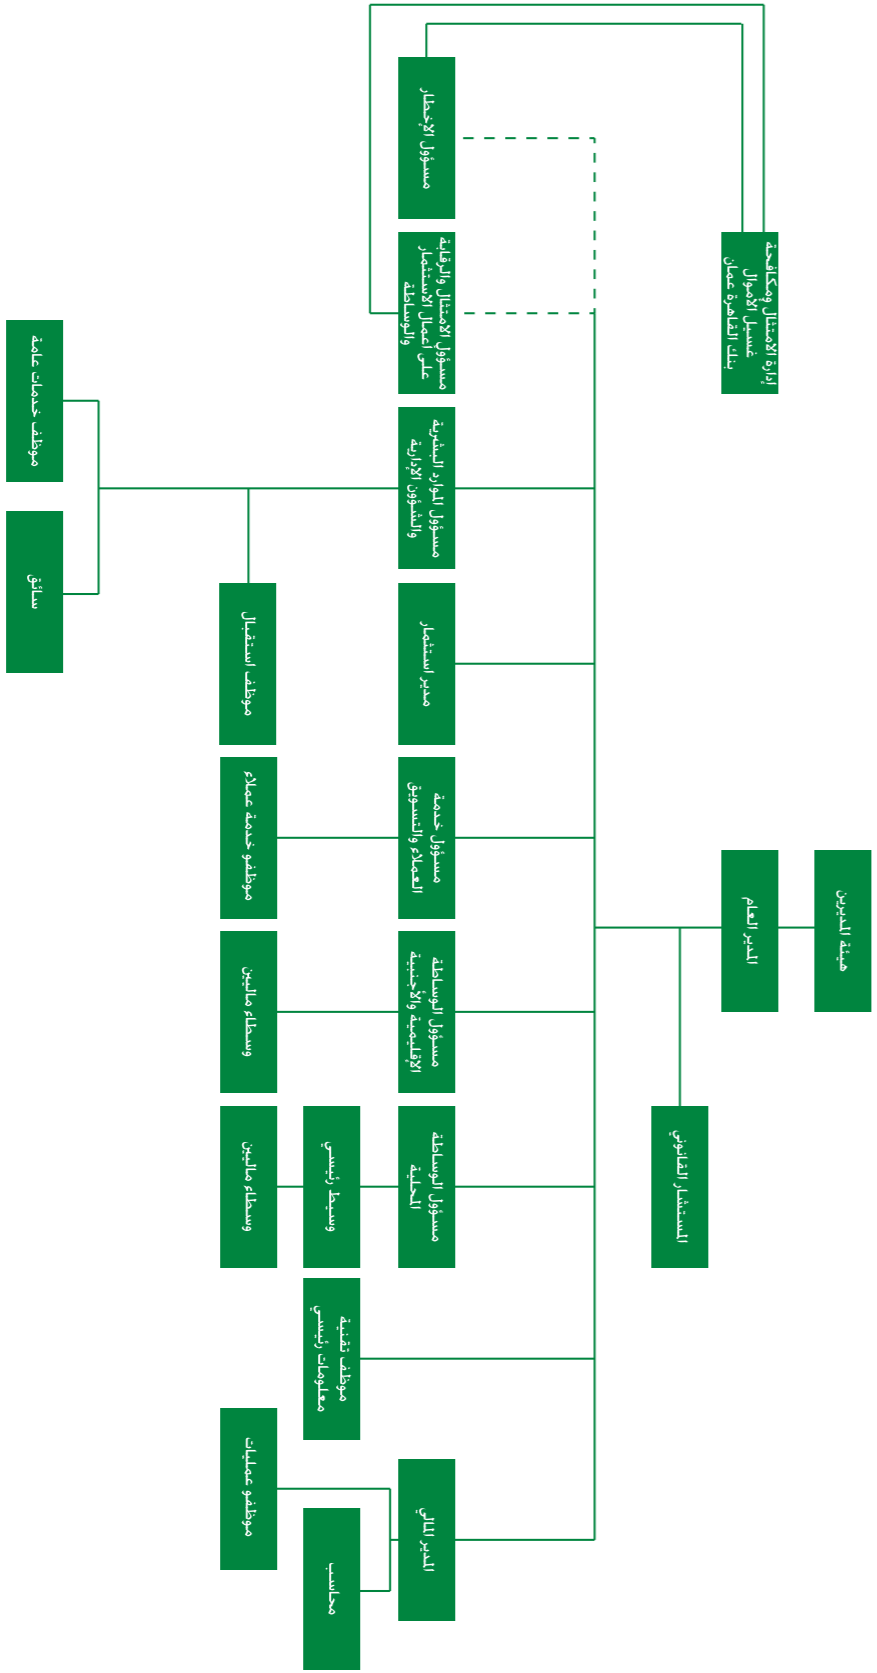 هيئة المديرين
المدير العام
المستشار القانوني
إدارة الامتثال ومكافحة
غسيل الأموال
بنك القاهرة عمان
مسؤول الإخطار
مسؤول الامتثال والرقابة
على اعمال الاستثمار
والوساطة
مسؤول الموارد البشرية
والشؤون الإدارية
مدير استثمار
مسؤول خدمة
العملاء والتسويق
مسؤول الوساطة
الإقليمية والأجنبية
مسؤول الوساطة
المحلية
المدير المالي
موظف تقنية
معلومات رئيسي
وسيط رئيسي
محاسب
موظف استقبال
موظفو خدمة عملاء
وسطاء ماليين
وسطاء ماليين
موظفو عمليات
موظف خدمات عامة
سائق